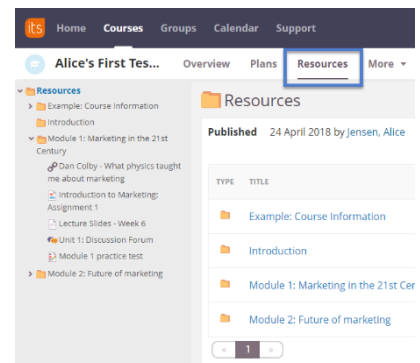 its Home Courses Groups Calendar Support
Alice's First Tes... Overview Plans Resources More
Resources
Example: Course Information
Introduction
Module 1: Marketing in the 21st
Century
Dan Colby - What physics taught
me about marketing
Introduction to Marketing:
Assignment 1
Lecture Slides - Week 6
Unit 1: Discussion Forum
Module 1 practice test
Module 2: Future of marketing
Resources
Published 24 April 2018 by Jensen, Alice
TYPE TITLE
Example: Course Information
Introduction
Module 1: Marketing in the 21st Cer
Module 2: Future of marketing
« 1 »